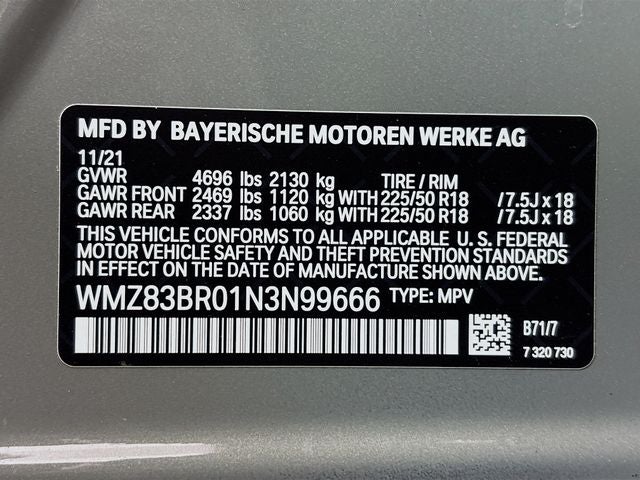 MFD BY BAYERISCHE MOTOREN WERKE AG
11/21
GVWR 4696 lbs 2130 kg TIRE / RIM
GAWR FRONT 2469 lbs 1120 kg WITH 225/50 R18 /7.5J x 18
GAWR REAR 2337 lbs 1060 kg WITH 225/50 R18 /7.5J x 18
THIS VEHICLE CONFORMS TO ALL APPLICABLE U. S. FEDERAL
MOTOR VEHICLE SAFETY AND THEFT PREVENTION STANDARDS
IN EFFECT ON THE DATE OF MANUFACTURE SHOWN ABOVE.
WMZ83BR01N3N99666 TYPE: MPV
B71/7
7 320 730